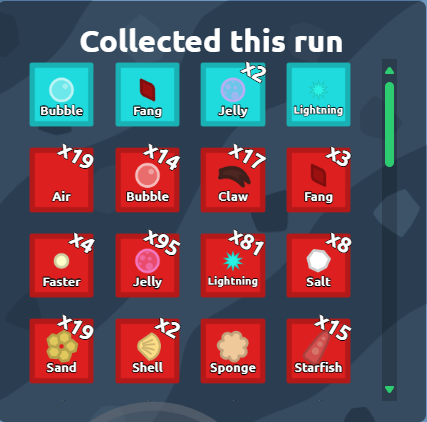 Collected this run
x2
Bubble Fang Jelly Lightning
x19 x14 x17 x3
Air Bubble Claw Fang
x4 x95 x81 x8
Faster Jelly Lightning Salt
x19 x2 x15
Sand Shell Sponge Starfish